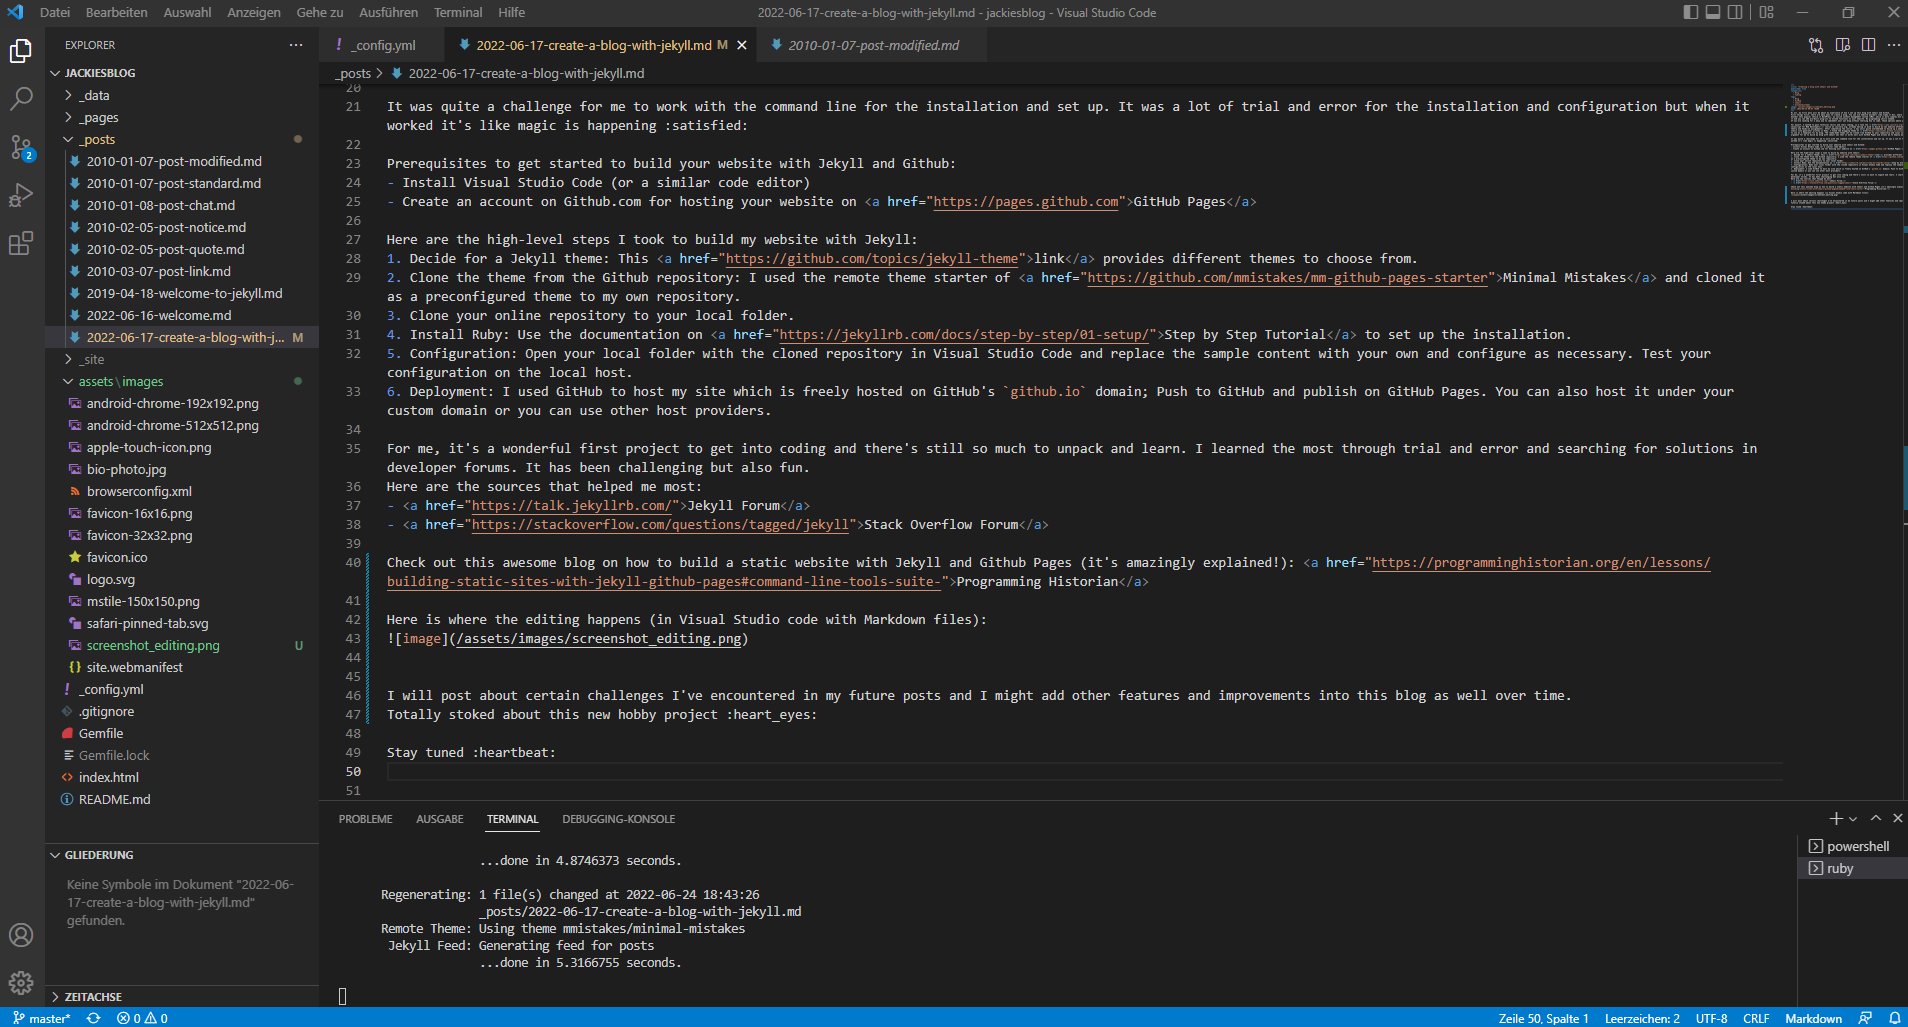 Datei Bearbeiten Auswahl Anzeigen Gehe zu Ausführen Terminal Hilfe
2022-06-17-create-a-blog-with-jekyll.md - jackiesblog - Visual Studio Code
EXPLORER
JACKIESBLOG
_data
_pages
_posts
2010-01-07-post-modified.md
2010-01-07-post-standard.md
2010-01-08-post-chat.md
2010-02-05-post-notice.md
2010-02-05-post-quote.md
2010-03-07-post-link.md
2019-04-18-welcome-to-jekyll.md
2022-06-16-welcome.md
2022-06-17-create-a-blog-with-j... M
_site
assets\images
android-chrome-192x192.png
android-chrome-512x512.png
apple-touch-icon.png
bio-photo.jpg
browserconfig.xml
favicon-16x16.png
favicon-32x32.png
favicon.ico
logo.svg
mstile-150x150.png
safari-pinned-tab.svg
screenshot_editing.png U
{} site.webmanifest
! _config.yml
.gitignore
Gemfile
Gemfile.lock
<> index.html
README.md
2
GLIEDERUNG
Keine Symbole im Dokument "2022-06-
17-create-a-blog-with-jekyll.md"
gefunden.
ZEITACHSE
! _config.yml
2022-06-17-create-a-blog-with-jekyll.md M
2010-01-07-post-modified.md
_posts > 2022-06-17-create-a-blog-with-jekyll.md
20
21 It was quite a challenge for me to work with the command line for the installation and set up. It was a lot of trial and error for the installation and configuration but when it
worked it's like magic is happening :satisfied:
22
23 Prerequisites to get started to build your website with Jekyll and Github:
24 - Install Visual Studio Code (or a similar code editor)
25 - Create an account on Github.com for hosting your website on <a href="https://pages.github.com">GitHub Pages</a>
26
27 Here are the high-level steps I took to build my website with Jekyll:
28 1. Decide for a Jekyll theme: This <a href="https://github.com/topics/jekyll-theme">link</a> provides different themes to choose from.
29 2. Clone the theme from the Github repository: I used the remote theme starter of <a href="https://github.com/mmistakes/mm-github-pages-starter">Minimal Mistakes</a> and cloned it
as a preconfigured theme to my own repository.
30 3. Clone your online repository to your local folder.
31 4. Install Ruby: Use the documentation on <a href="https://jekyllrb.com/docs/step-by-step/01-setup/">Step by Step Tutorial</a> to set up the installation.
32 5. Configuration: Open your local folder with the cloned repository in Visual Studio Code and replace the sample content with your own and configure as necessary. Test your
configuration on the local host.
33 6. Deployment: I used GitHub to host my site which is freely hosted on GitHub's `github.io` domain; Push to GitHub and publish on GitHub Pages. You can also host it under your
custom domain or you can use other host providers.
34
35 For me, it's a wonderful first project to get into coding and there's still so much to unpack and learn. I learned the most through trial and error and searching for solutions in
developer forums. It has been challenging but also fun.
36 Here are the sources that helped me most:
37 - <a href="https://talk.jekyllrb.com/">Jekyll Forum</a>
38 - <a href="https://stackoverflow.com/questions/tagged/jekyll">Stack Overflow Forum</a>
39
40 Check out this awesome blog on how to build a static website with Jekyll and Github Pages (it's amazingly explained!): <a href="https://programminghistorian.org/en/lessons/
building-static-sites-with-jekyll-github-pages#command-line-tools-suite-">Programming Historian</a>
41
42 Here is where the editing happens (in Visual Studio code with Markdown files):
43 ![image](/assets/images/screenshot_editing.png)
44
45
46 I will post about certain challenges I've encountered in my future posts and I might add other features and improvements into this blog as well over time.
47 Totally stoked about this new hobby project :heart_eyes:
48
49 Stay tuned :heartbeat:
50
51
PROBLEME AUSGABE TERMINAL DEBUGGING-KONSOLE
...done in 4.8746373 seconds.
Regenerating: 1 file(s) changed at 2022-06-24 18:43:26
_posts/2022-06-17-create-a-blog-with-jekyll.md
Remote Theme: Using theme mmistakes/minimal-mistakes
Jekyll Feed: Generating feed for posts
...done in 5.3166755 seconds.
powershell
ruby
master* 0 0 Zeile 50, Spalte 1 Leerzeichen: 2 UTF-8 CRLF Markdown